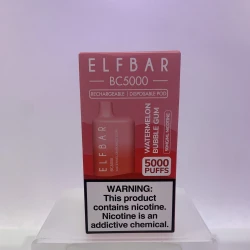 ELFBAR
BC5000
RECHARGEABLE | DISPOSABLE POD
WATERMELON
BUBBLE GUM
5000
PUFFS
ELFBAR
WARNING:
This product
contains nicotine.
Nicotine is an
addictive chemical.